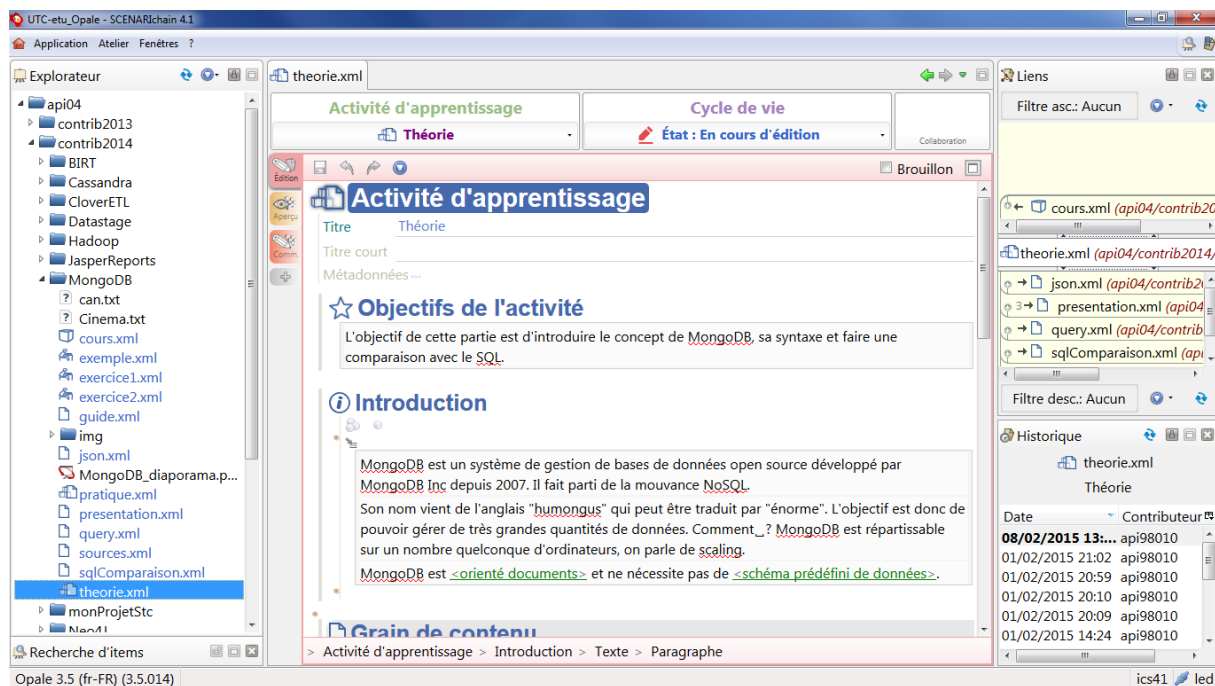 UTC-etu_Opale - SCENARIchain 4.1
Application Atelier Fenêtres ?
Explorateur
api04
contrib2013
contrib2014
BIRT
Cassandra
CloverETL
Datastage
Hadoop
JasperReports
MongoDB
can.txt
Cinema.txt
cours.xml
exemple.xml
exercice1.xml
exercice2.xml
guide.xml
img
json.xml
MongoDB_diaporama.p...
pratique.xml
presentation.xml
query.xml
sources.xml
sqlComparaison.xml
theorie.xml
monProjetStc
Neo4J
Recherche d'items
theorie.xml
Activité d'apprentissage
Théorie
Cycle de vie
État : En cours d'édition
Collaboration
Édition
Aperçu
Comm.
Brouillon
Activité d'apprentissage
Titre Théorie
Titre court
Métadonnées ...
Objectifs de l'activité
L'objectif de cette partie est d'introduire le concept de MongoDB, sa syntaxe et faire une
comparaison avec le SQL.
Introduction
MongoDB est un système de gestion de bases de données open source développé par
MongoDB Inc depuis 2007. Il fait parti de la mouvance NoSQL.
Son nom vient de l'anglais "humongus" qui peut être traduit par "énorme". L'objectif est donc de
pouvoir gérer de très grandes quantités de données. Comment ? MongoDB est répartissable
sur un nombre quelconque d'ordinateurs, on parle de scaling.
MongoDB est <orienté documents> et ne nécessite pas de <schéma prédéfini de données>.
Grain de contenu
> Activité d'apprentissage > Introduction > Texte > Paragraphe
Liens
Filtre asc.: Aucun
cours.xml (api04/contrib20
theorie.xml (api04/contrib2014/
json.xml (api04/contrib2
3 presentation.xml (api04
query.xml (api04/contrib
sqlComparaison.xml (api
Filtre desc.: Aucun
Historique
theorie.xml
Théorie
Date Contributeur
08/02/2015 13:... api98010
01/02/2015 21:02 api98010
01/02/2015 20:59 api98010
01/02/2015 20:10 api98010
01/02/2015 20:09 api98010
01/02/2015 14:24 api98010
Opale 3.5 (fr-FR) (3.5.014)
ics41 led